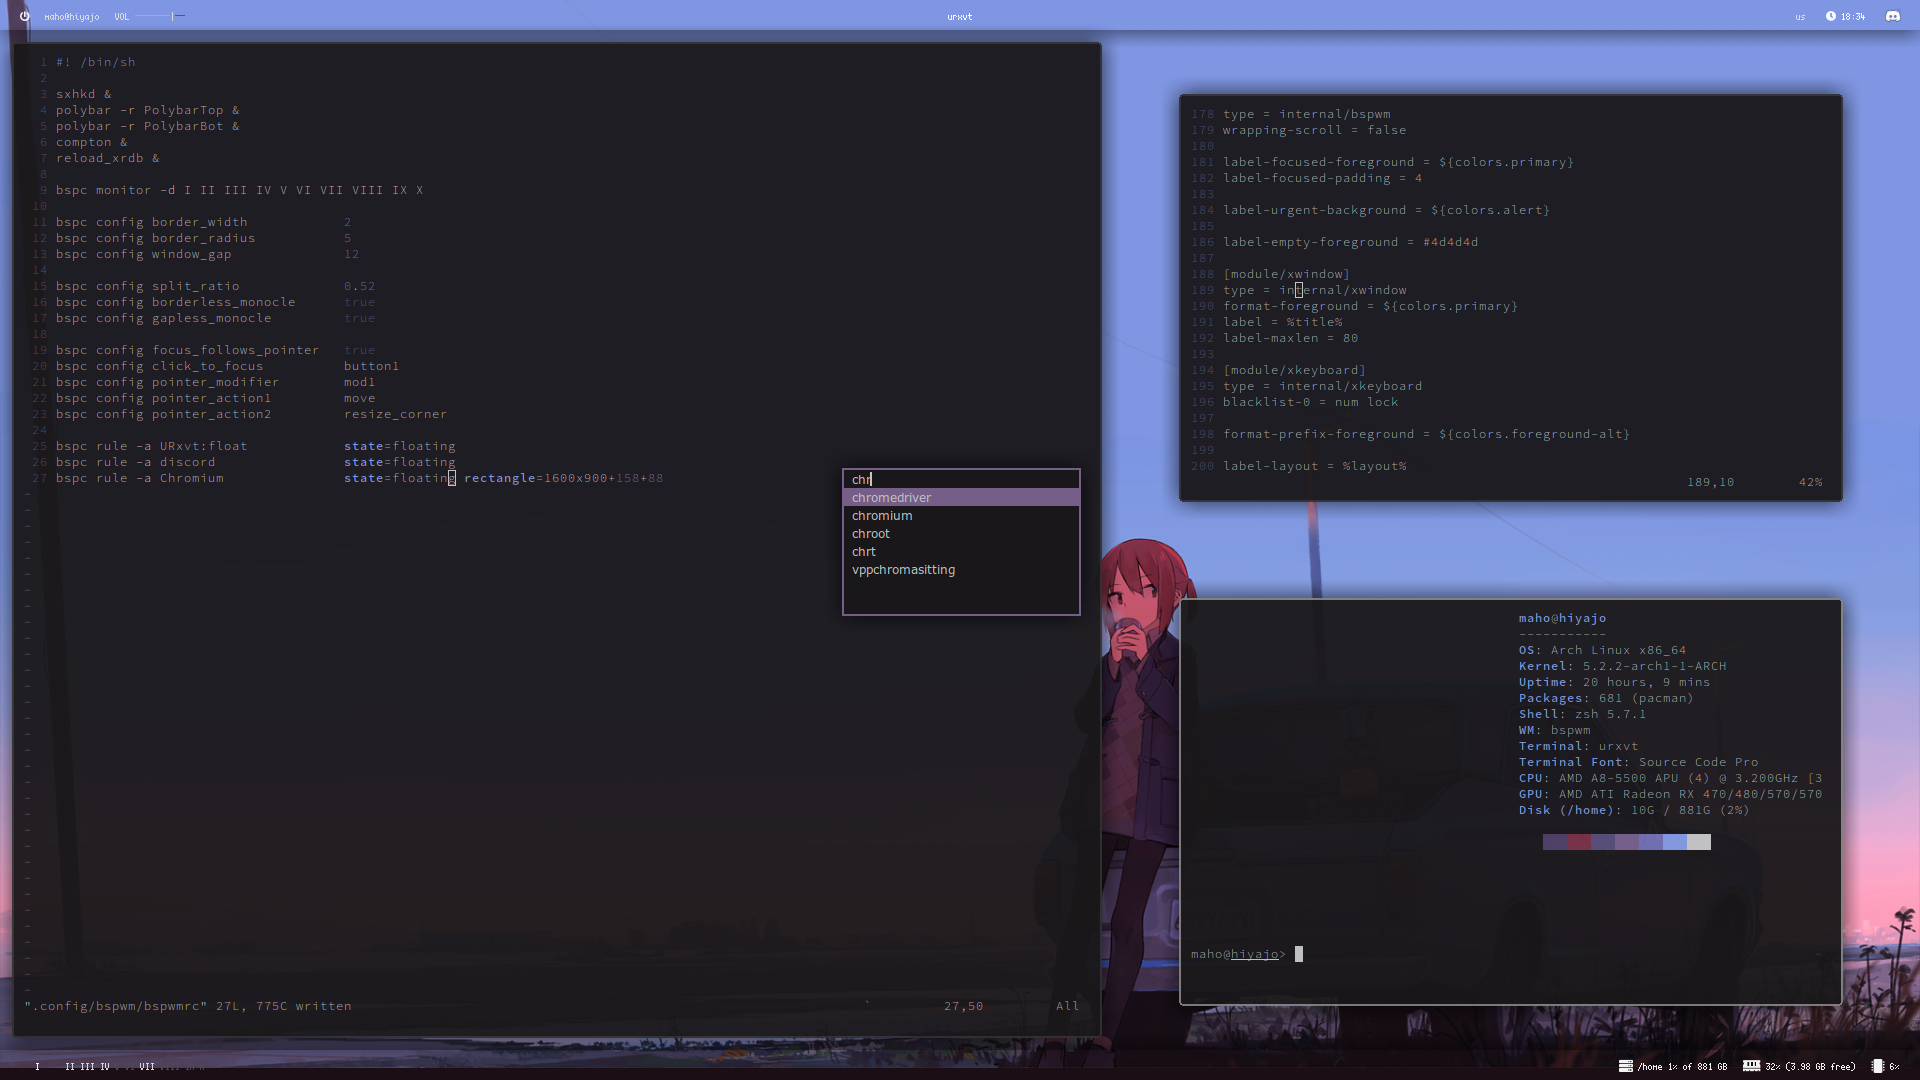 maho@hiyajo VOL urxvt us 18:34
1 #! /bin/sh
2
3 sxhkd &
4 polybar -r PolybarTop &
5 polybar -r PolybarBot &
6 compton &
7 reload_xrdb &
8
9 bspc monitor -d I II III IV V VI VII VIII IX X
10
11 bspc config border_width 2
12 bspc config border_radius 5
13 bspc config window_gap 12
14
15 bspc config split_ratio 0.52
16 bspc config borderless_monocle true
17 bspc config gapless_monocle true
18
19 bspc config focus_follows_pointer true
20 bspc config click_to_focus button1
21 bspc config pointer_modifier mod1
22 bspc config pointer_action1 move
23 bspc config pointer_action2 resize_corner
24
25 bspc rule -a URxvt:float state=floating
26 bspc rule -a discord state=floating
27 bspc rule -a Chromium state=floating rectangle=1600x900+158+88
".config/bspwm/bspwmrc" 27L, 775C written 27,50 All
chr
chromedriver
chromium
chroot
chrt
vppchromasitting
178 type = internal/bspwm
179 wrapping-scroll = false
180
181 label-focused-foreground = ${colors.primary}
182 label-focused-padding = 4
183
184 label-urgent-background = ${colors.alert}
185
186 label-empty-foreground = #4d4d4d
187
188 [module/xwindow]
189 type = internal/xwindow
190 format-foreground = ${colors.primary}
191 label = %title%
192 label-maxlen = 80
193
194 [module/xkeyboard]
195 type = internal/xkeyboard
196 blacklist-0 = num lock
197
198 format-prefix-foreground = ${colors.foreground-alt}
199
200 label-layout = %layout%
189,10 42%
maho@hiyajo
-----------
OS: Arch Linux x86_64
Kernel: 5.2.2-arch1-1-ARCH
Uptime: 20 hours, 9 mins
Packages: 681 (pacman)
Shell: zsh 5.7.1
WM: bspwm
Terminal: urxvt
Terminal Font: Source Code Pro
CPU: AMD A8-5500 APU (4) @ 3.200GHz [3
GPU: AMD ATI Radeon RX 470/480/570/570
Disk (/home): 10G / 881G (2%)
maho@hiyajo>
I II III IV VII /home 1% of 881 GB 32% (3.98 GB free) 6%